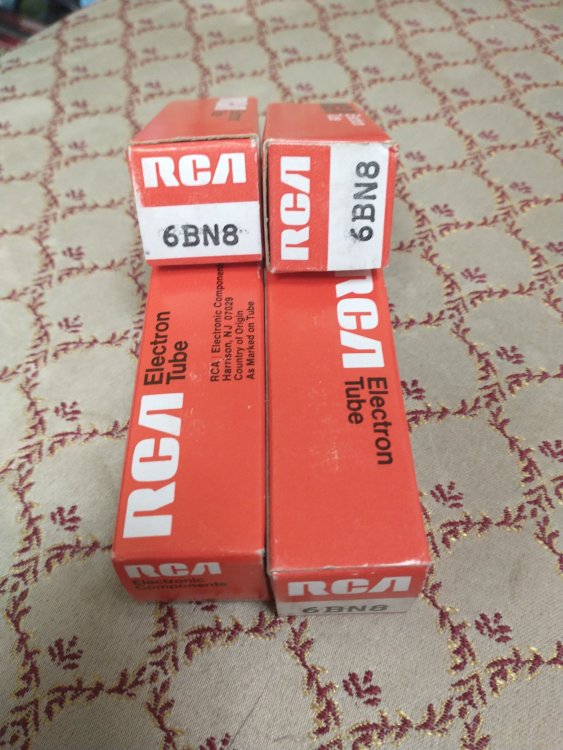 RCA
6BN8
RCA
6BN8
Electron
Tube
RCA
RCA | Electronic Components
Harrison, NJ 07029
Country of Origin
As Marked on Tube
RCA
Electronic
Components
RCA
Electron
Tube
RCA
6BN8